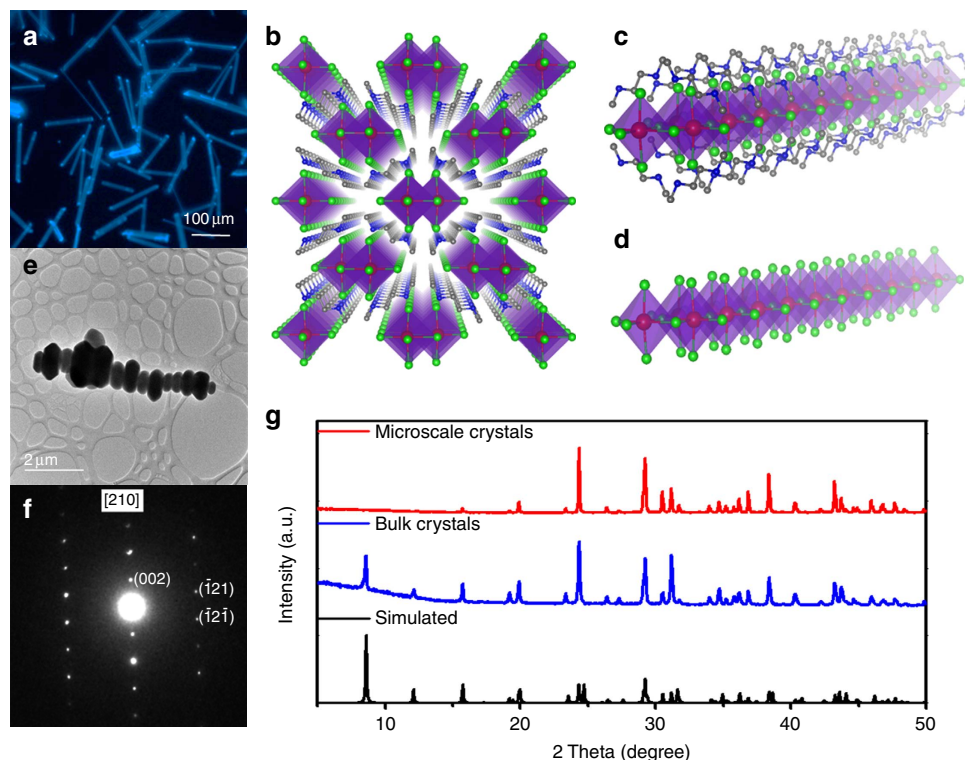 a
100 μm
b
c
d
e
2 μm
f
[210]
(002)
(1̄21)
(1̄21̄)
g
Microscale crystals
Bulk crystals
Simulated
Intensity (a.u.)
10 20 30 40 50
2 Theta (degree)